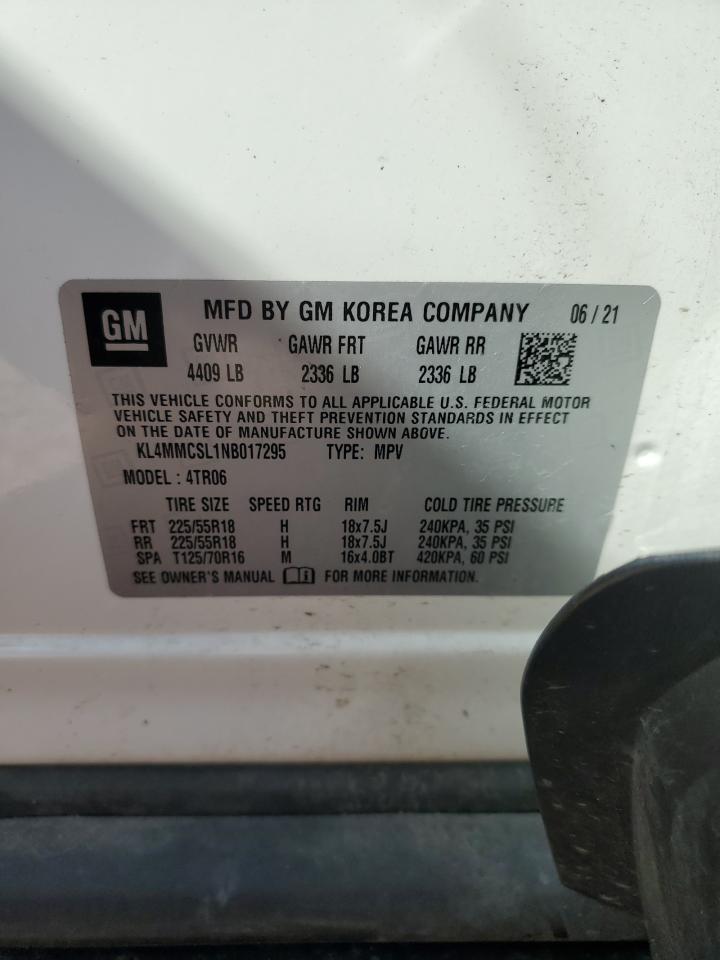 GM MFD BY GM KOREA COMPANY 06/21
GVWR GAWR FRT GAWR RR
4409 LB 2336 LB 2336 LB
THIS VEHICLE CONFORMS TO ALL APPLICABLE U.S. FEDERAL MOTOR
VEHICLE SAFETY AND THEFT PREVENTION STANDARDS IN EFFECT
ON THE DATE OF MANUFACTURE SHOWN ABOVE.
KL4MMCSL1NB017295 TYPE: MPV
MODEL: 4TR06
TIRE SIZE SPEED RTG RIM COLD TIRE PRESSURE
FRT 225/55R18 H 18x7.5J 240KPA, 35 PSI
RR 225/55R18 H 18x7.5J 240KPA, 35 PSI
SPA T125/70R16 M 16x4.0BT 420KPA, 60 PSI
SEE OWNER'S MANUAL FOR MORE INFORMATION.